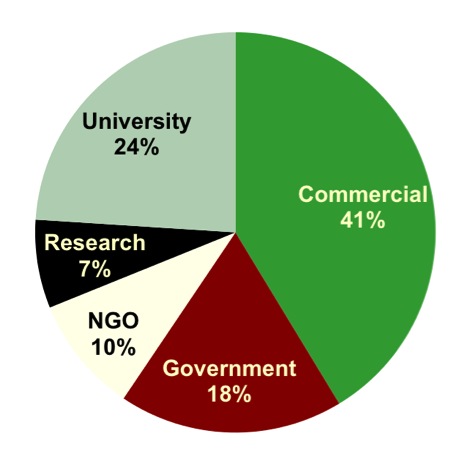 University
24%
Commercial
41%
Research
7%
NGO
10%
Government
18%